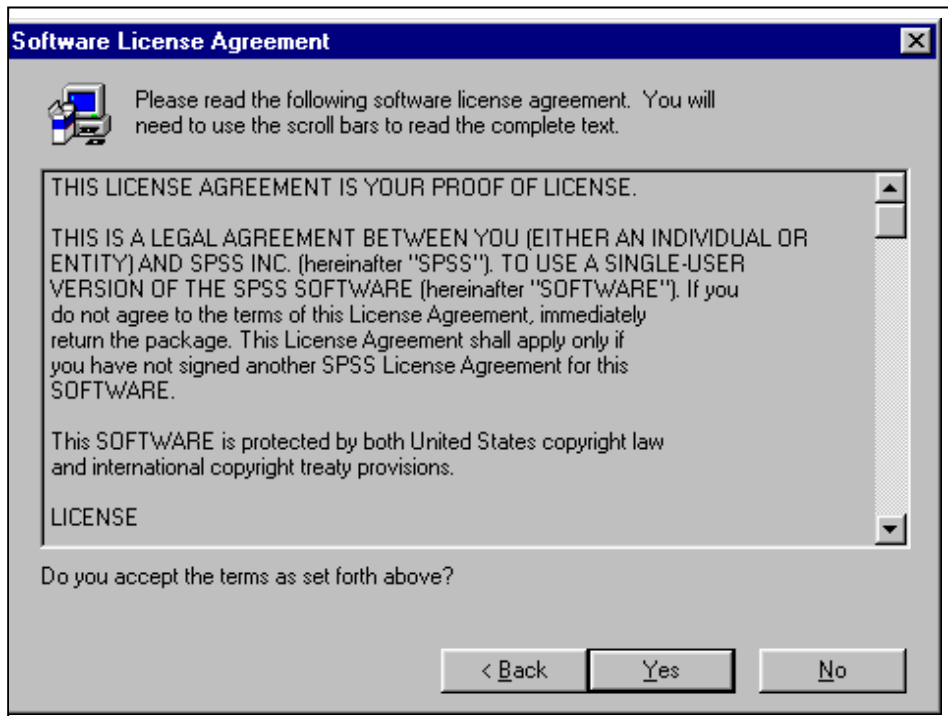 Software License Agreement
Please read the following software license agreement. You will
need to use the scroll bars to read the complete text.
THIS LICENSE AGREEMENT IS YOUR PROOF OF LICENSE.
THIS IS A LEGAL AGREEMENT BETWEEN YOU (EITHER AN INDIVIDUAL OR
ENTITY) AND SPSS INC. (hereinafter "SPSS"). TO USE A SINGLE-USER
VERSION OF THE SPSS SOFTWARE (hereinafter "SOFTWARE"). If you
do not agree to the terms of this License Agreement, immediately
return the package. This License Agreement shall apply only if
you have not signed another SPSS License Agreement for this
SOFTWARE.
This SOFTWARE is protected by both United States copyright law
and international copyright treaty provisions.
LICENSE
Do you accept the terms as set forth above?
< Back
Yes
No